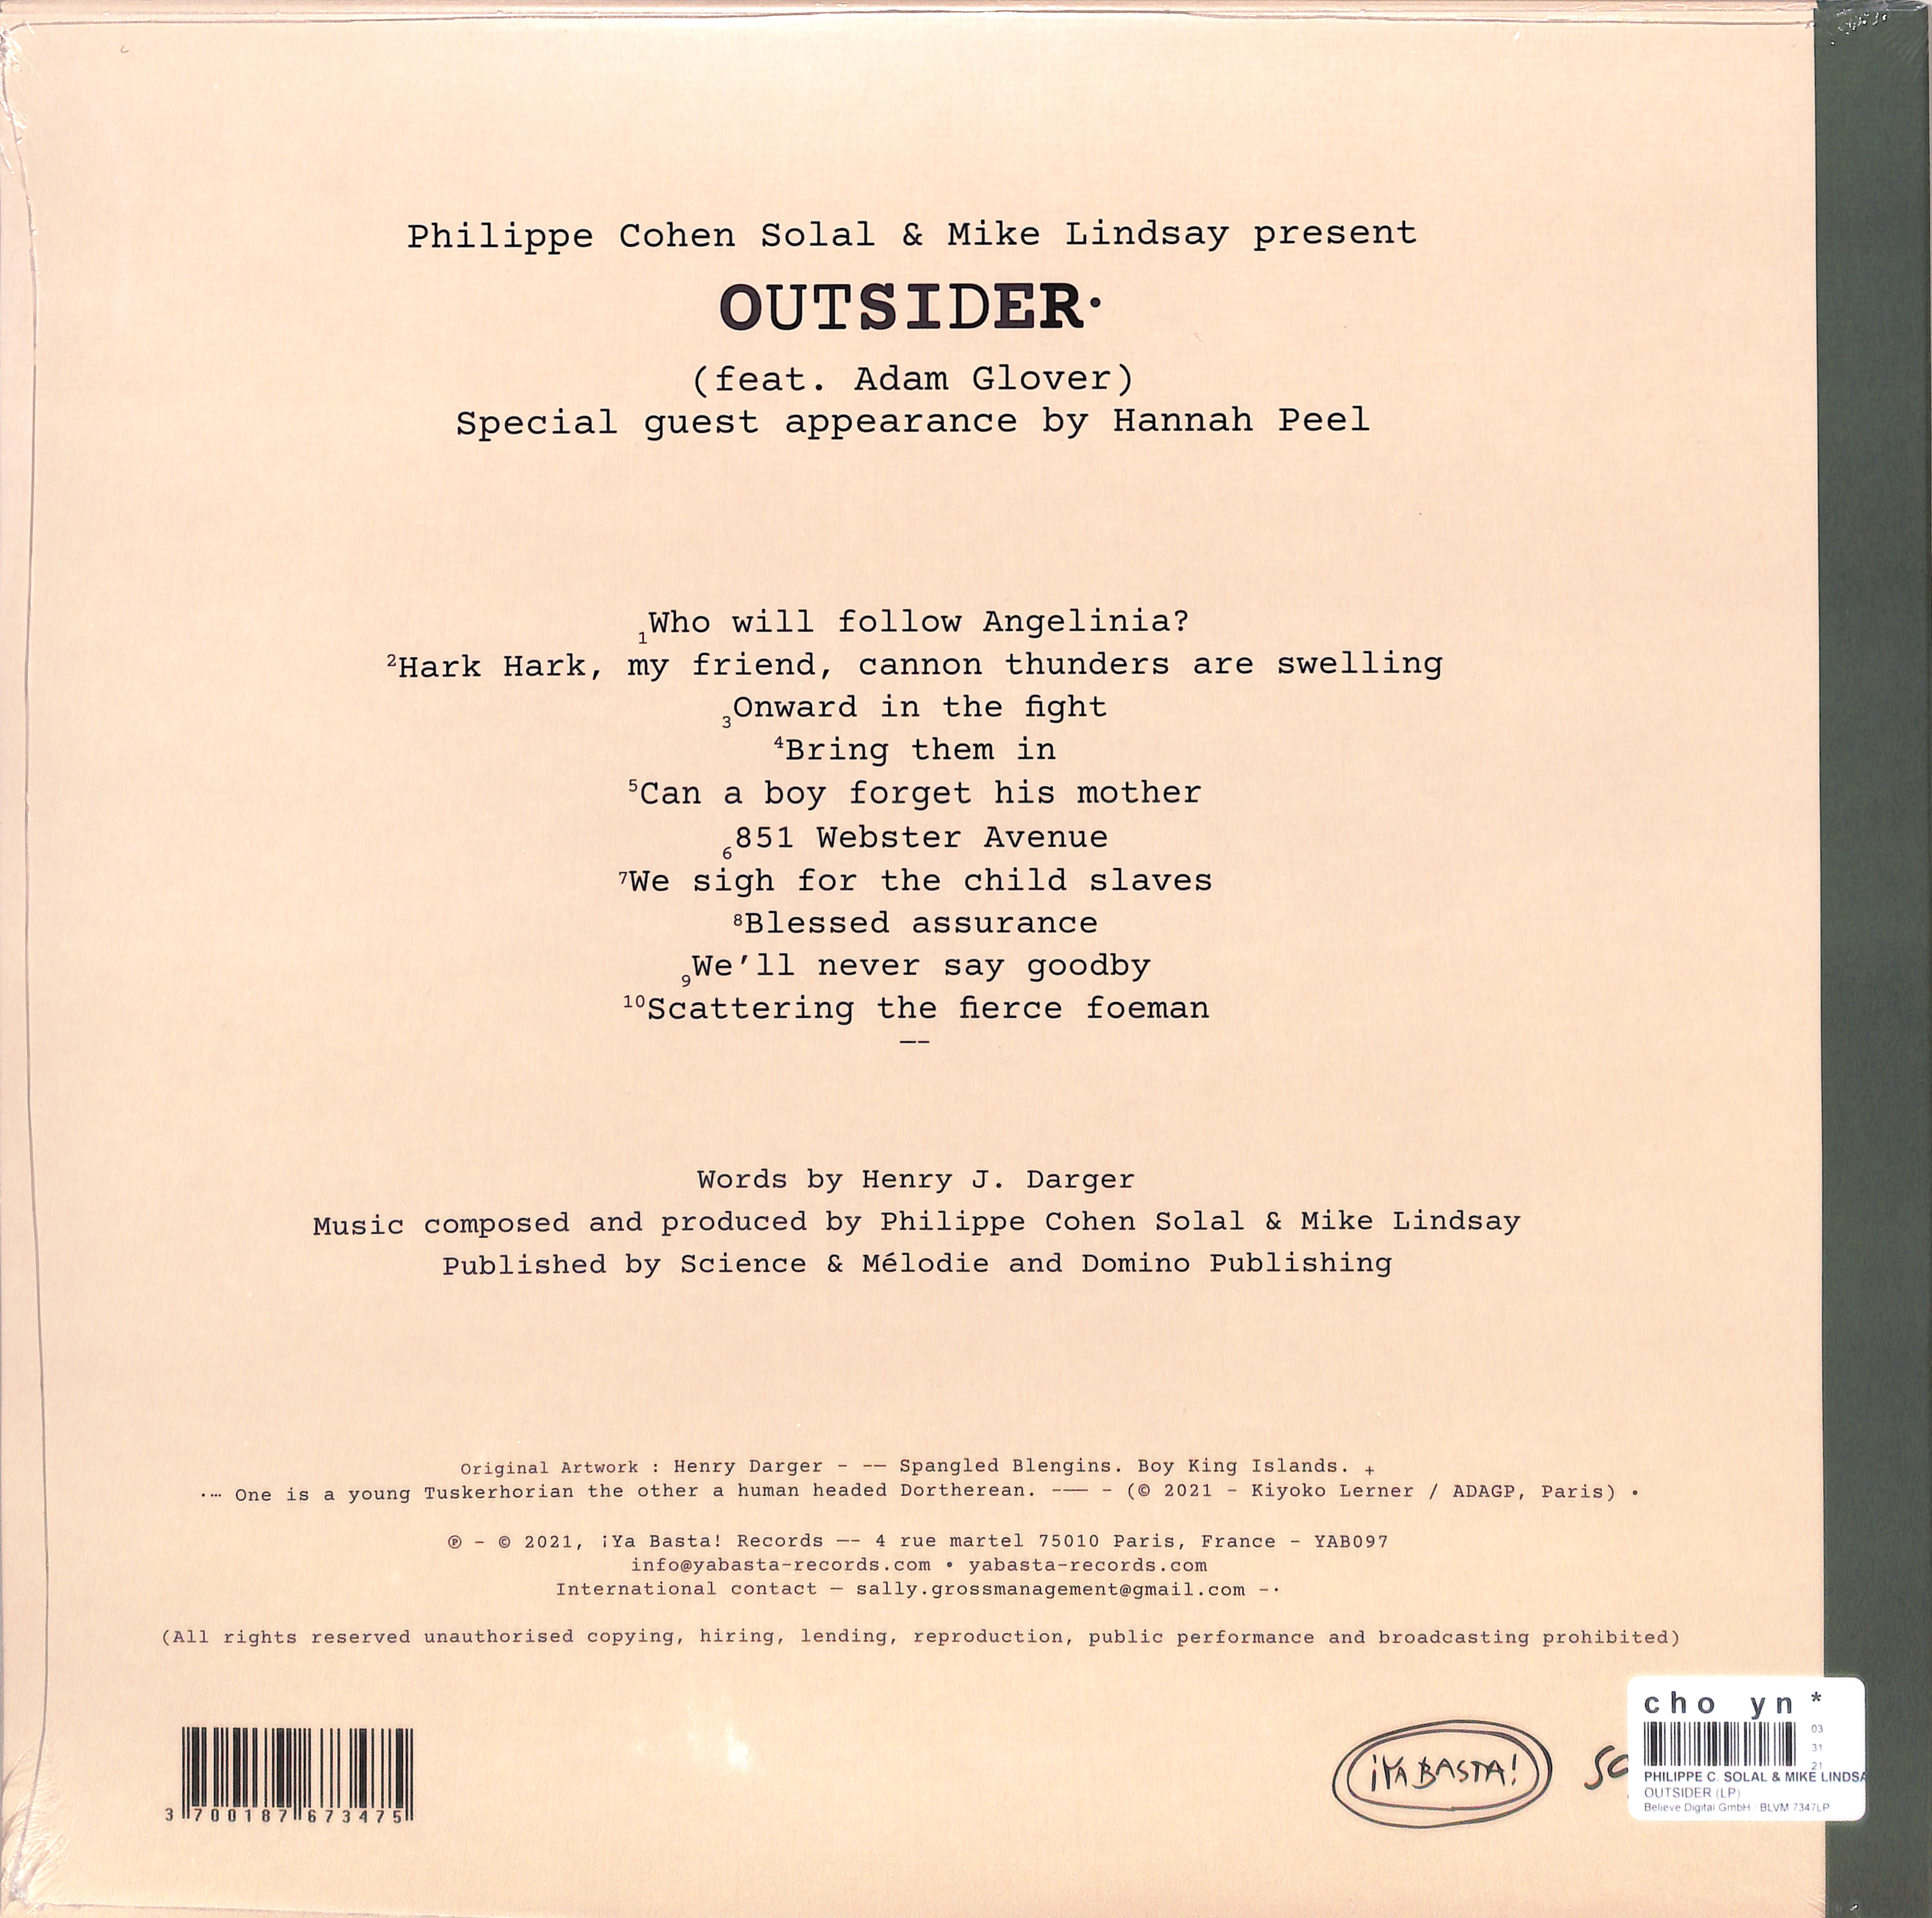 Philippe Cohen Solal & Mike Lindsay present
OUTSIDER·
(feat. Adam Glover)
Special guest appearance by Hannah Peel
1Who will follow Angelinia?
2Hark Hark, my friend, cannon thunders are swelling
3Onward in the fight
4Bring them in
5Can a boy forget his mother
6851 Webster Avenue
7We sigh for the child slaves
8Blessed assurance
9We’ll never say goodby
10Scattering the fierce foeman
—–
Words by Henry J. Darger
Music composed and produced by Philippe Cohen Solal & Mike Lindsay
Published by Science & Mélodie and Domino Publishing
Original Artwork : Henry Darger - —— Spangled Blengins. Boy King Islands. +
·-– One is a young Tuskerhorian the other a human headed Dortherean. -—— - (© 2021 - Kiyoko Lerner / ADAGP, Paris) •
℗ - © 2021, ¡Ya Basta! Records —– 4 rue martel 75010 Paris, France - YAB097
info@yabasta-records.com • yabasta-records.com
International contact — sally.grossmanagement@gmail.com -·
(All rights reserved unauthorised copying, hiring, lending, reproduction, public performance and broadcasting prohibited)
3 700187 673475
¡YA BASTA!
cho yn *
03
31
21
PHILIPPE C. SOLAL & MIKE LINDSA
OUTSIDER (LP)
Believe Digital GmbH / BLVM 7347LP